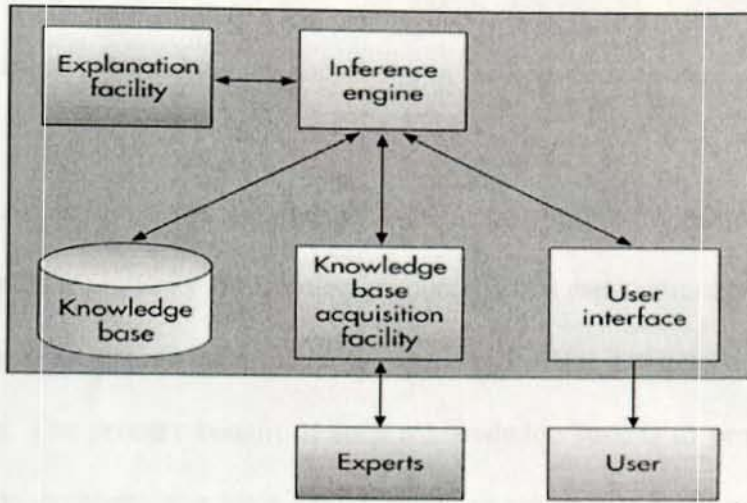 Explanation
facility
Inference
engine
Knowledge
base
Knowledge
base
acquisition
facility
User
interface
Experts
User